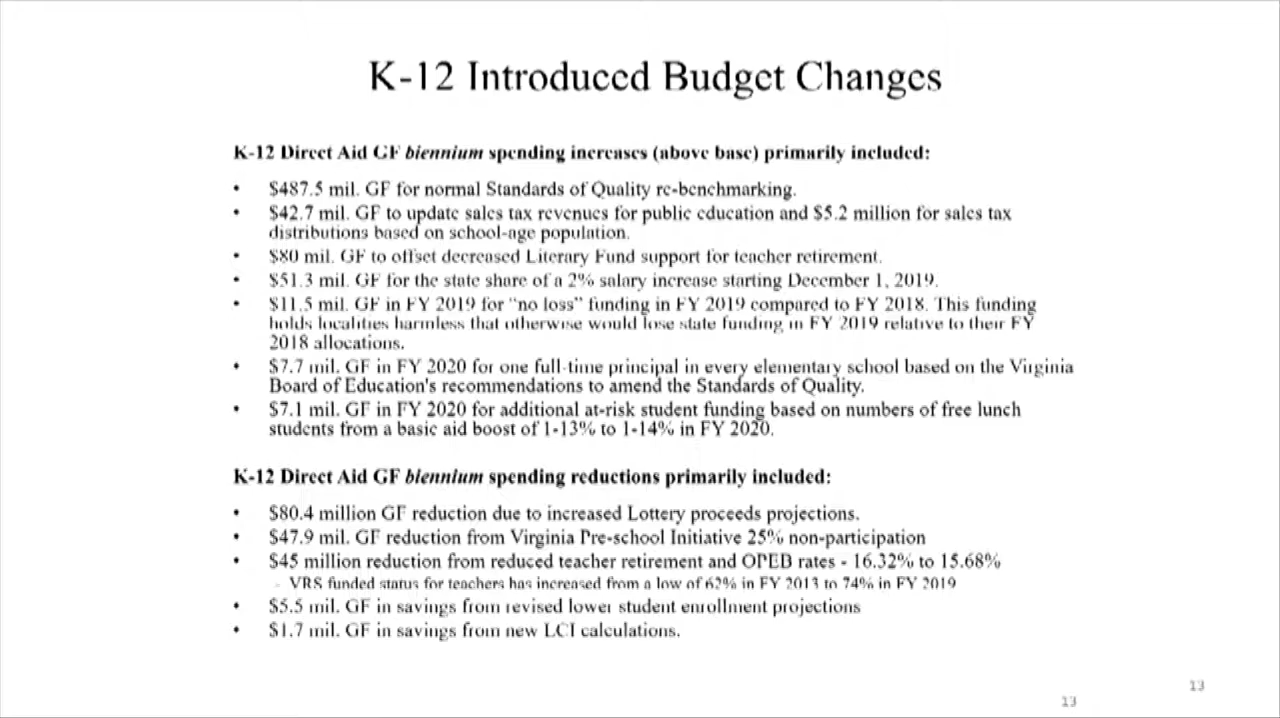 K-12 Introduced Budget Changes
K-12 Direct Aid GF biennium spending increases (above base) primarily included:
• $487.5 mil. GF for normal Standards of Quality re-benchmarking.
• $42.7 mil. GF to update sales tax revenues for public education and $5.2 million for sales tax
distributions based on school-age population.
• $80 mil. GF to offset decreased Literary Fund support for teacher retirement.
• $51.3 mil. GF for the state share of a 2% salary increase starting December 1, 2019.
• $11.5 mil. GF in FY 2019 for "no loss" funding in FY 2019 compared to FY 2018. This funding
holds localities harmless that otherwise would lose state funding in FY 2019 relative to their FY
2018 allocations.
• $7.7 mil. GF in FY 2020 for one full-time principal in every elementary school based on the Virginia
Board of Education's recommendations to amend the Standards of Quality.
• $7.1 mil. GF in FY 2020 for additional at-risk student funding based on numbers of free lunch
students from a basic aid boost of 1-13% to 1-14% in FY 2020.
K-12 Direct Aid GF biennium spending reductions primarily included:
• $80.4 million GF reduction due to increased Lottery proceeds projections.
• $47.9 mil. GF reduction from Virginia Pre-school Initiative 25% non-participation
• $45 million reduction from reduced teacher retirement and OPEB rates - 16.32% to 15.68%
- VRS funded status for teachers has increased from a low of 62% in FY 2013 to 74% in FY 2019
• $5.5 mil. GF in savings from revised lower student enrollment projections
• $1.7 mil. GF in savings from new LCI calculations.
13
13